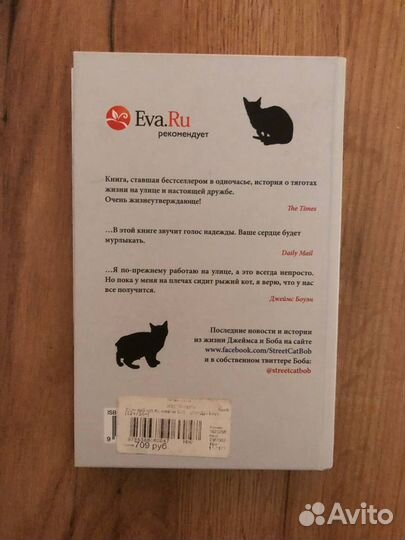 Eva.Ru
рекомендует
Книга, ставшая бестселлером в одночасье, история о тяготах
жизни на улице и настоящей дружбе.
Очень жизнеутверждающе!
The Times
...В этой книге звучит голос надежды. Ваше сердце будет
мурлыкать.
Daily Mail
...Я по-прежнему работаю на улице, а это всегда непросто.
Но пока у меня на плечах сидит рыжий кот, я верю, что у нас
все получится.
Джеймс Боуэн
Последние новости и истории
из жизни Джеймса и Боба на сайте
www.facebook.com/StreetCatBob
и в собственном твиттере Боба:
@streetcatbob
ISB
9
709 руб
Avito